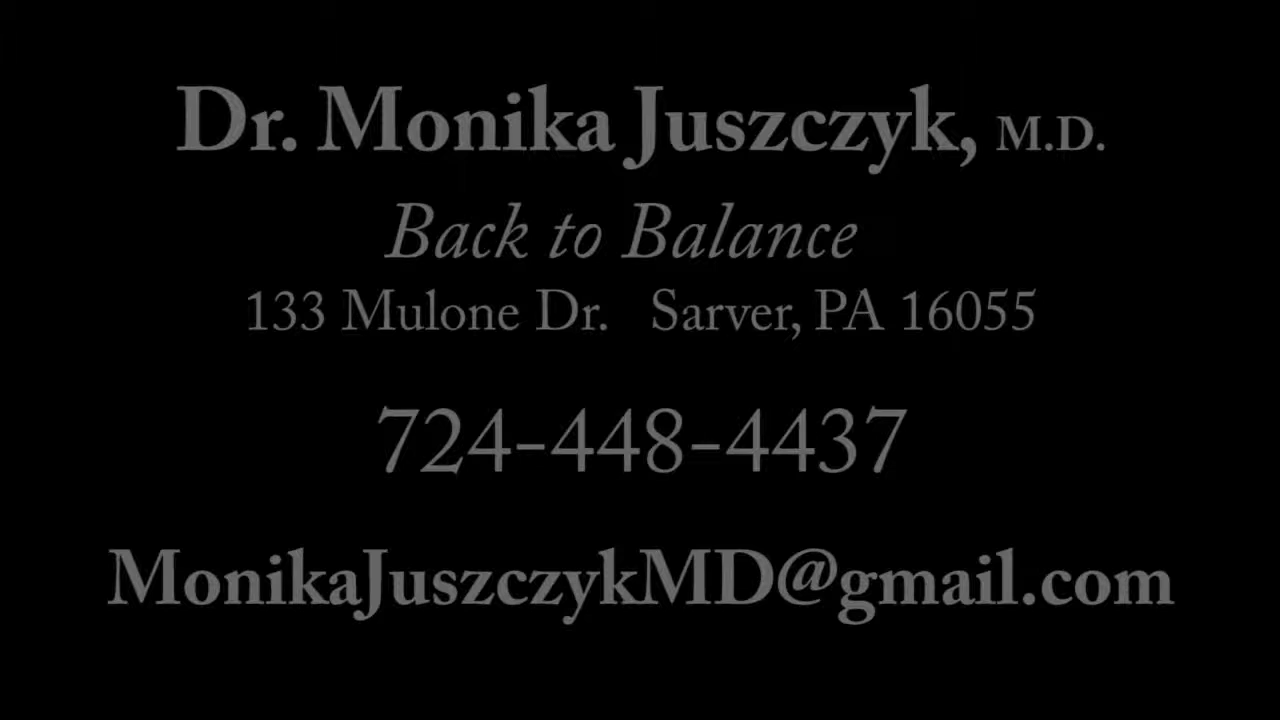 Dr. Monika Juszczyk, M.D.
Back to Balance
133 Mulone Dr. Sarver, PA 16055
724-448-4437
MonikaJuszczykMD@gmail.com